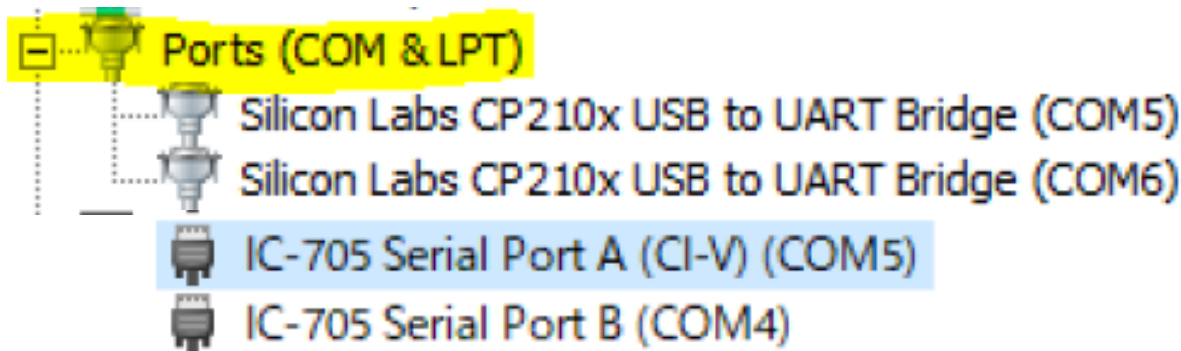 Ports (COM & LPT)
Silicon Labs CP210x USB to UART Bridge (COM5)
Silicon Labs CP210x USB to UART Bridge (COM6)
IC-705 Serial Port A (CI-V) (COM5)
IC-705 Serial Port B (COM4)